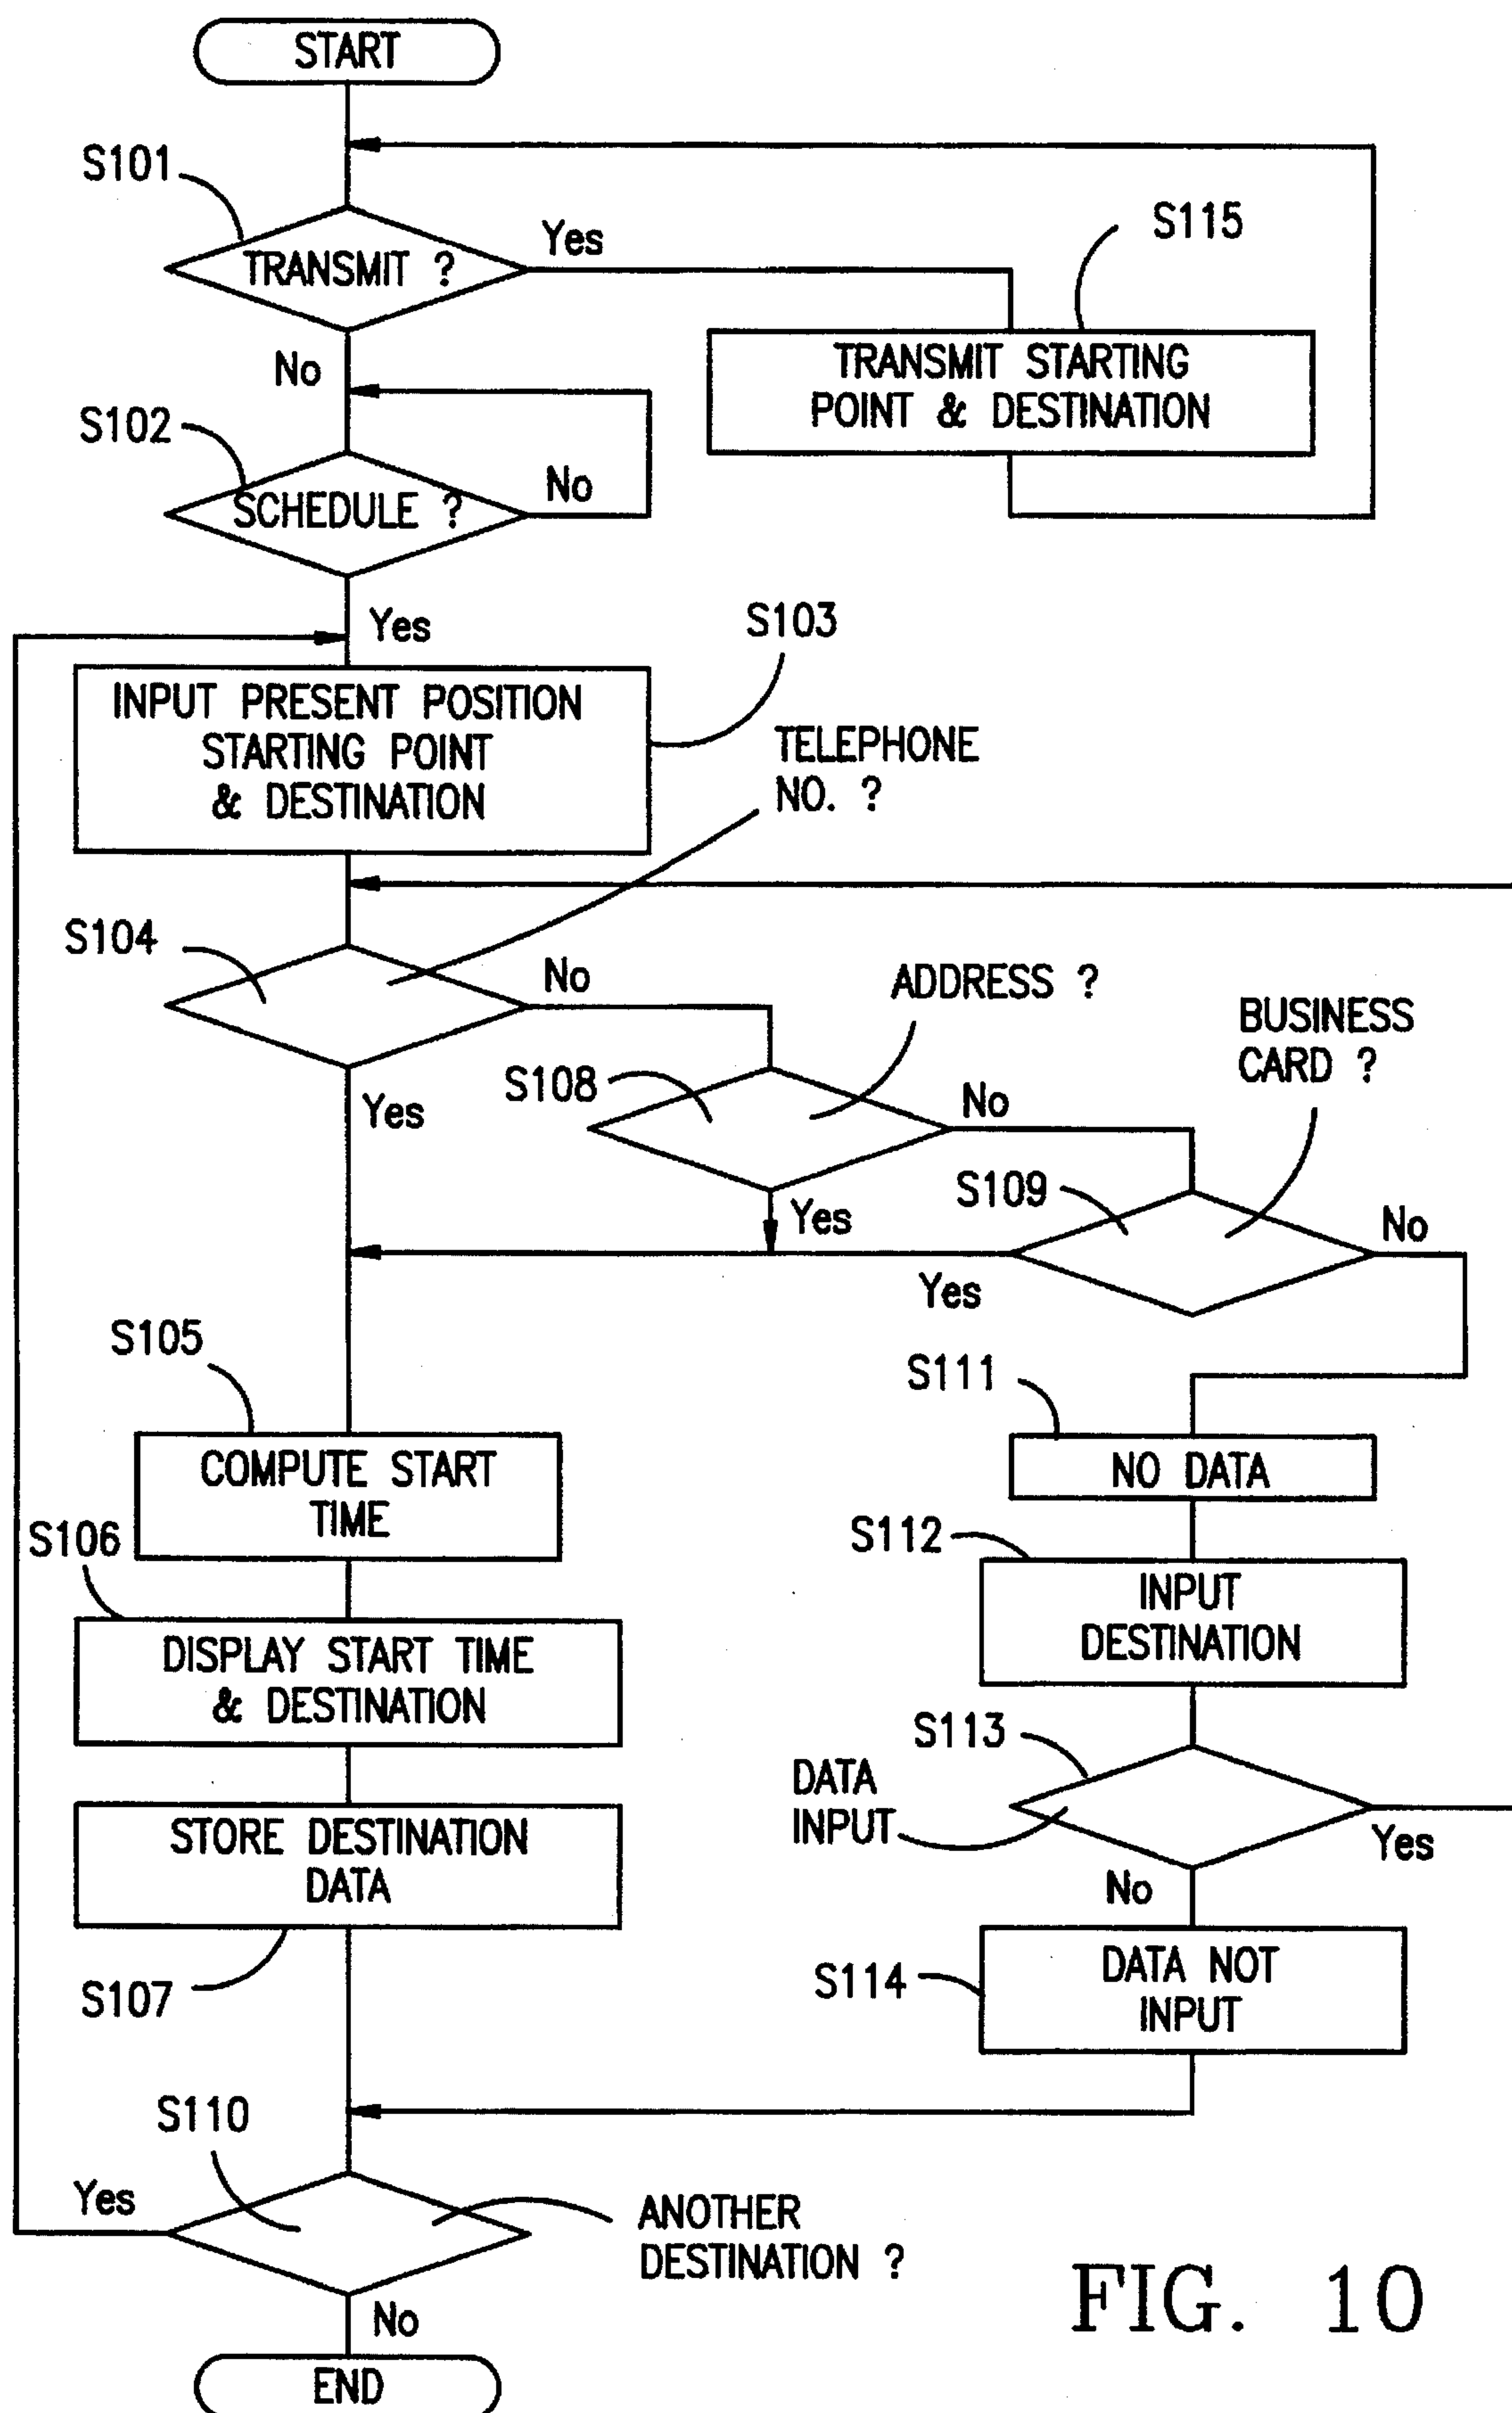 START
S101
TRANSMIT ?
Yes
S115
TRANSMIT STARTING
POINT & DESTINATION
No
S102
SCHEDULE ?
No
Yes
S103
INPUT PRESENT POSITION
STARTING POINT
& DESTINATION
TELEPHONE
NO. ?
S104
No
ADDRESS ?
BUSINESS
CARD ?
S108
Yes
No
S109
Yes
No
Yes
S105
S111
COMPUTE START
TIME
NO DATA
S106
S112
INPUT
DESTINATION
DISPLAY START TIME
& DESTINATION
S113
DATA
INPUT
Yes
STORE DESTINATION
DATA
No
S107
S114
DATA NOT
INPUT
S110
Yes
ANOTHER
DESTINATION ?
No
END
FIG. 10